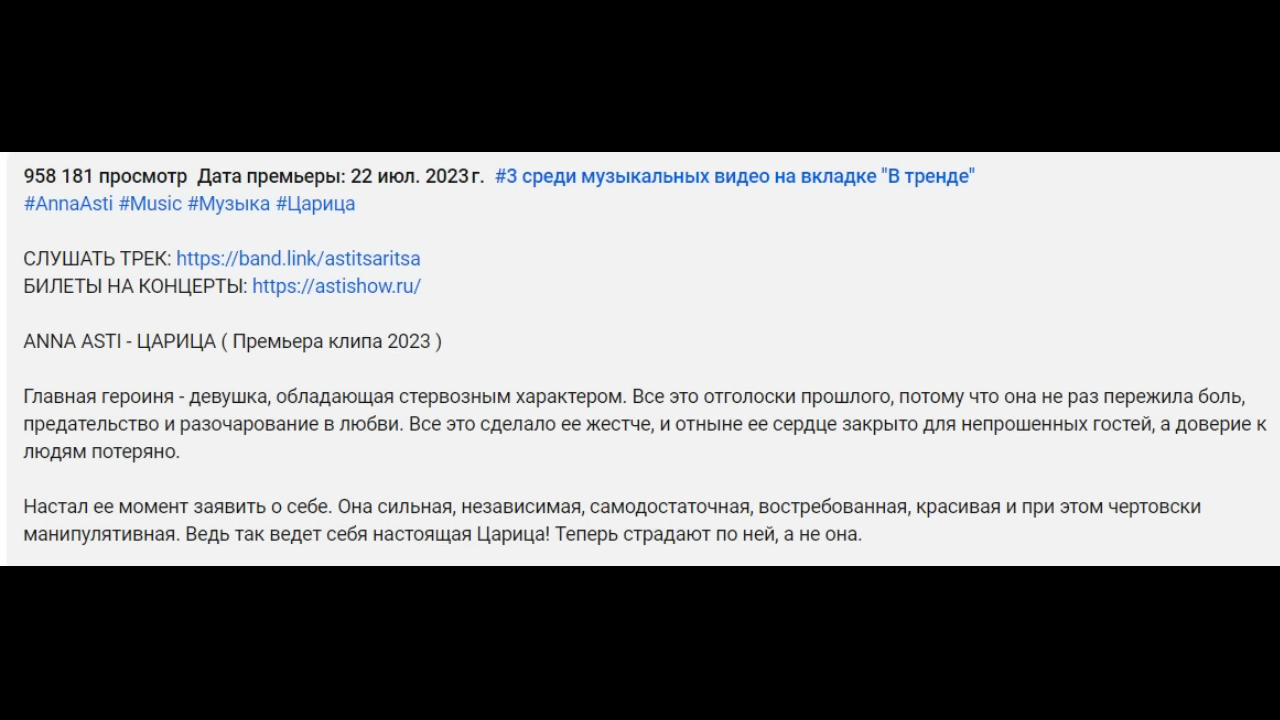 958 181 просмотр Дата премьеры: 22 июл. 2023 г. #3 среди музыкальных видео на вкладке "В тренде"
#AnnaAsti #Music #Музыка #Царица
СЛУШАТЬ ТРЕК: https://band.link/astitsaritsa
БИЛЕТЫ НА КОНЦЕРТЫ: https://astishow.ru/
ANNA ASTI - ЦАРИЦА ( Премьера клипа 2023 )
Главная героиня - девушка, обладающая стервозным характером. Все это отголоски прошлого, потому что она не раз пережила боль,
предательство и разочарование в любви. Все это сделало ее жестче, и отныне ее сердце закрыто для непрошенных гостей, а доверие к
людям потеряно.
Настал ее момент заявить о себе. Она сильная, независимая, самодостаточная, востребованная, красивая и при этом чертовски
манипулятивная. Ведь так ведет себя настоящая Царица! Теперь страдают по ней, а не она.